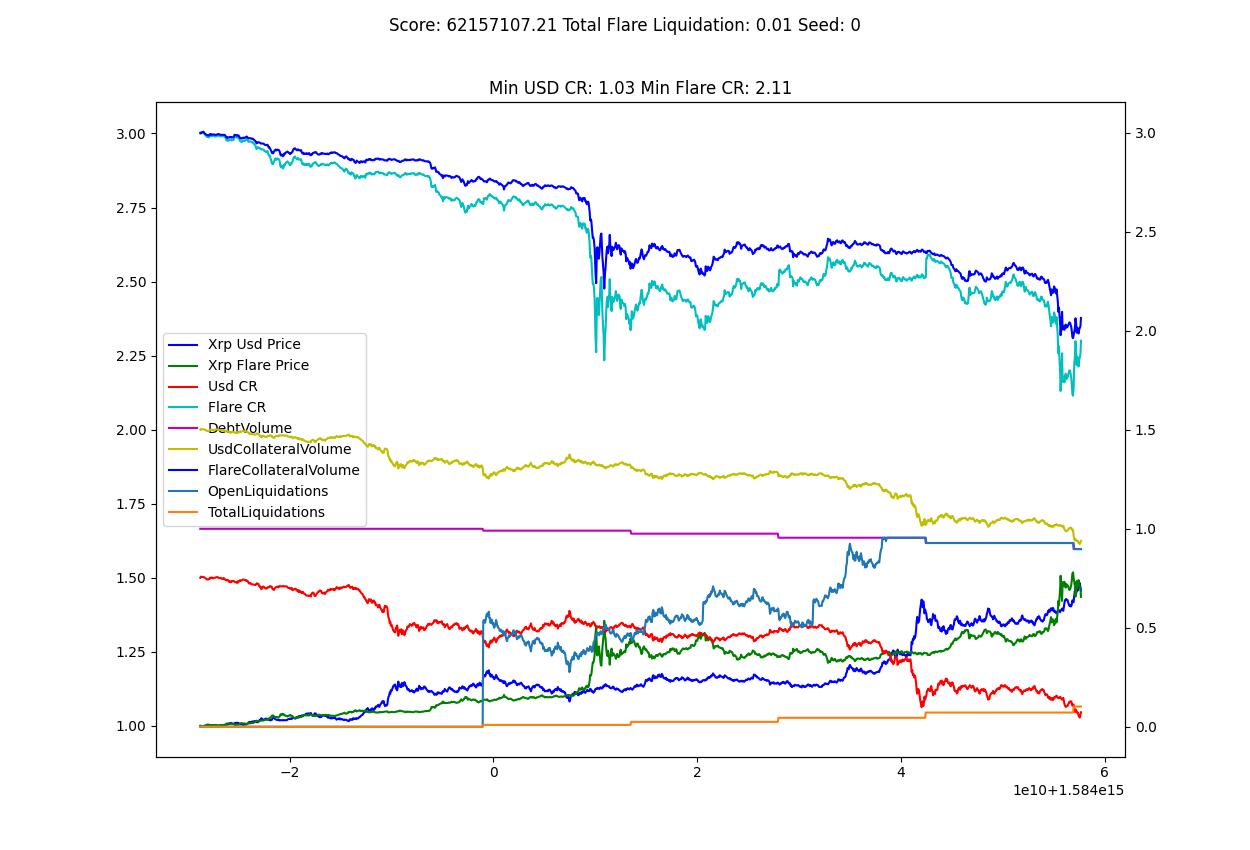 Score: 62157107.21 Total Flare Liquidation: 0.01 Seed: 0
Min USD CR: 1.03 Min Flare CR: 2.11
3.00
2.75
2.50
2.25
2.00
1.75
1.50
1.25
1.00
Xrp Usd Price
Xrp Flare Price
Usd CR
Flare CR
DebtVolume
UsdCollateralVolume
FlareCollateralVolume
OpenLiquidations
TotalLiquidations
3.0
2.5
2.0
1.5
1.0
0.5
0.0
−2 0 2 4 6
1e10+1.584e15